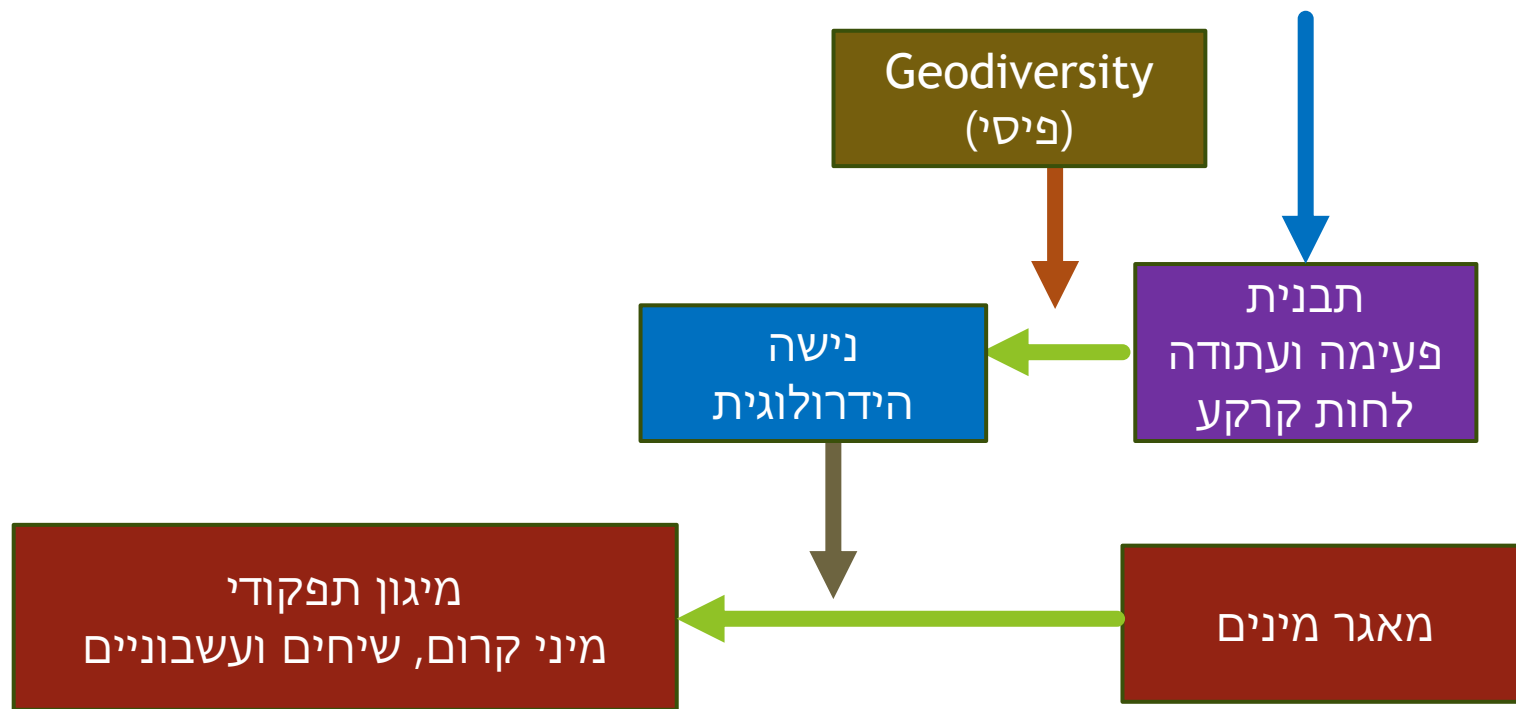 Geodiversity
(פיסי)
תבנית
פעימה ועתודה
לחות קרקע
נישה
הידרולוגית
מאגר מינים
מיגון תפקודי
מיני קרום, שיחים ועשבוניים